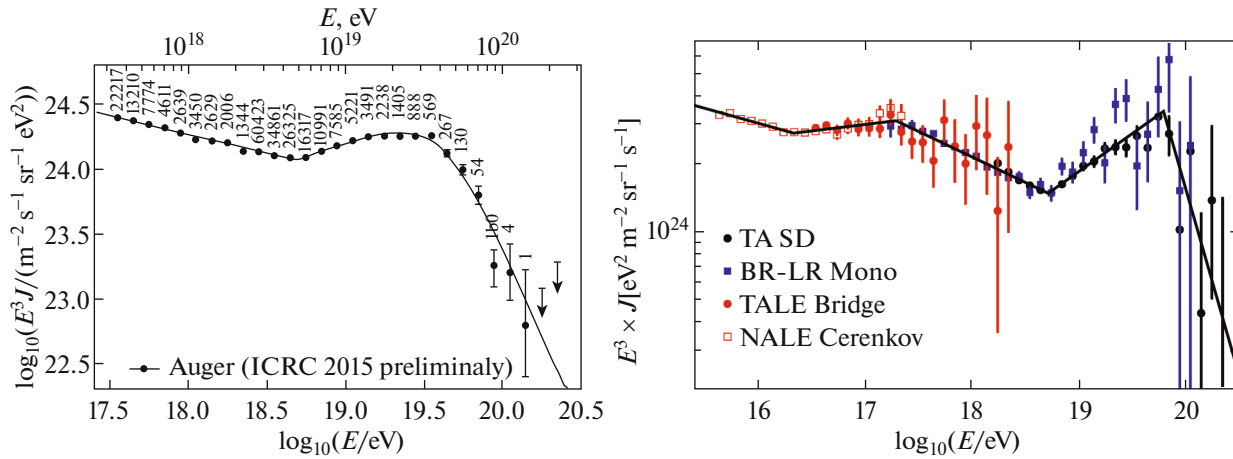 E, eV
10^18 10^19 10^20
24.5
24.0
23.5
23.0
22.5
log10(E^3J/(m^–2 s^–1 sr^–1 eV^2))
22217
13210
7774
4611
2639
3450
2629
2006
1344
60423
34861
26325
16317
10991
7585
5221
3491
2238
1405
888
569
267
130
54
4
1
Auger (ICRC 2015 preliminaly)
17.5 18.0 18.5 19.0 19.5 20.0 20.5
log10(E/eV)
E^3 × J[eV^2 m^–2 sr^–1 s^–1]
10^24
TA SD
BR-LR Mono
TALE Bridge
NALE Cerenkov
16 17 18 19 20
log10(E/eV)